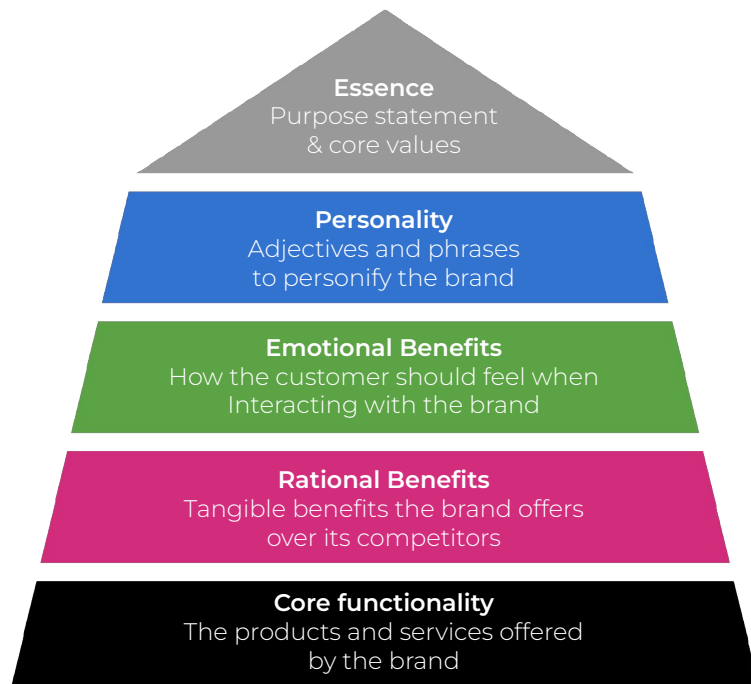 Essence
Purpose statement
& core values
Personality
Adjectives and phrases
to personify the brand
Emotional Benefits
How the customer should feel when
Interacting with the brand
Rational Benefits
Tangible benefits the brand offers
over its competitors
Core functionality
The products and services offered
by the brand